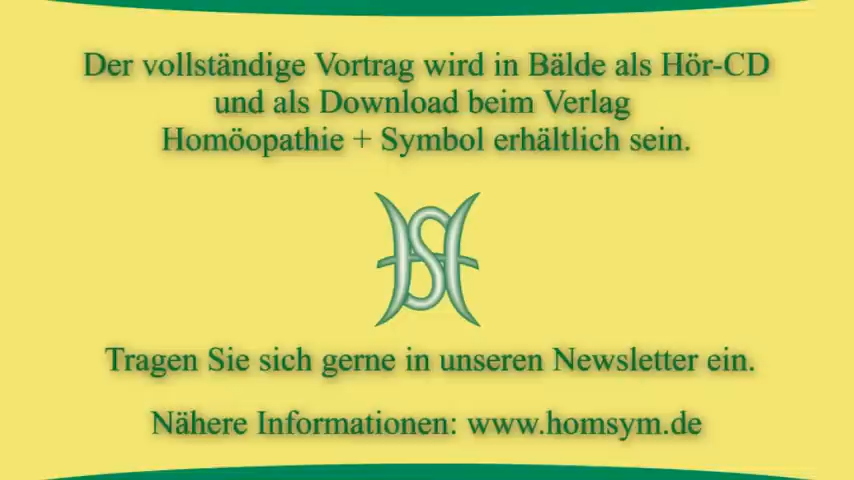 Der vollständige Vortrag wird in Bälde als Hör-CD
und als Download beim Verlag
Homöopathie + Symbol erhältlich sein.
HS
Tragen Sie sich gerne in unseren Newsletter ein.
Nähere Informationen: www.homsym.de